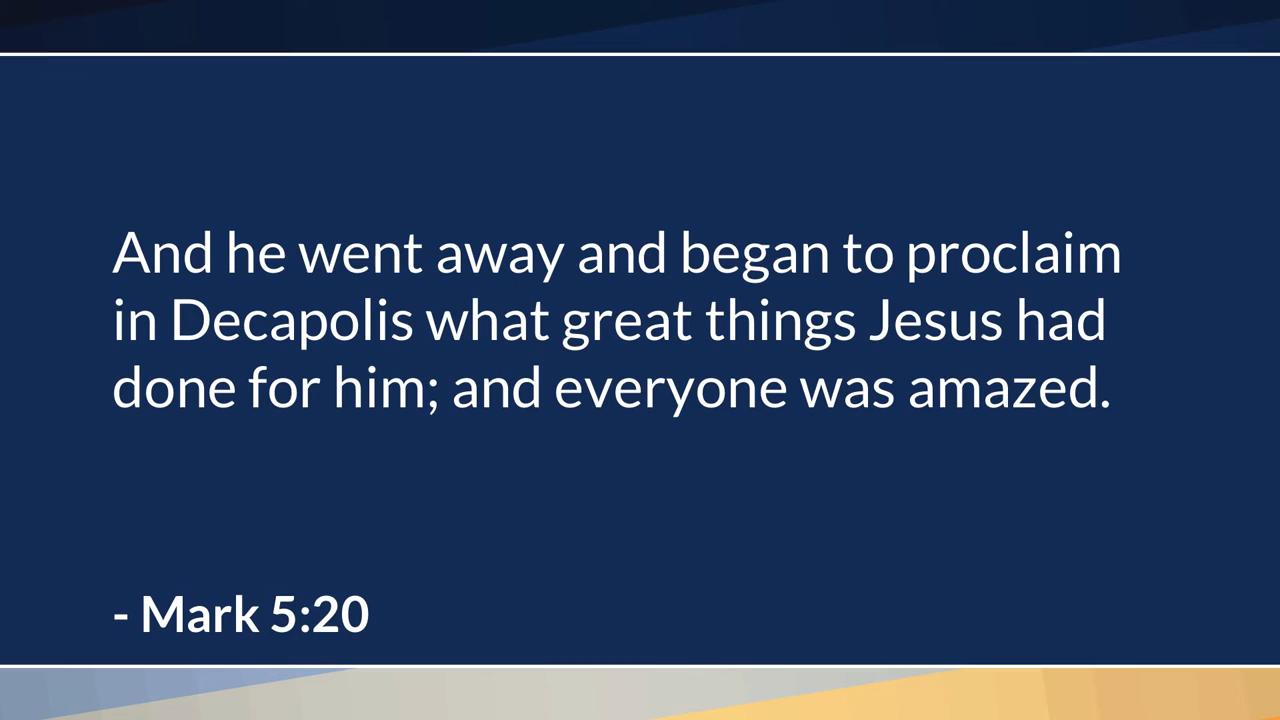 And he went away and began to proclaim
in Decapolis what great things Jesus had
done for him; and everyone was amazed.
- Mark 5:20